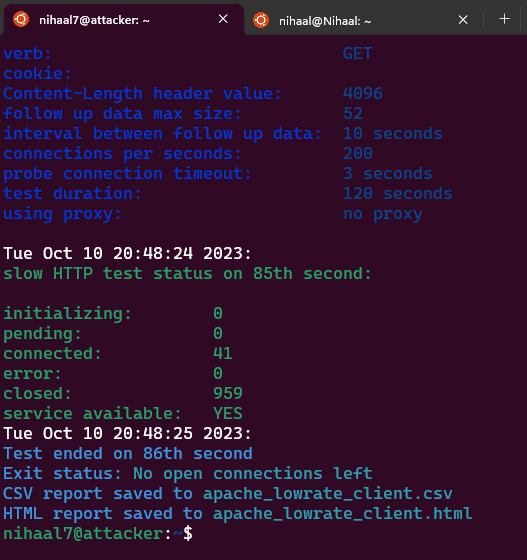 nihaal7@attacker: ~
nihaal@Nihaal: ~
verb: GET
cookie:
Content-Length header value: 4096
follow up data max size: 52
interval between follow up data: 10 seconds
connections per seconds: 200
probe connection timeout: 3 seconds
test duration: 120 seconds
using proxy: no proxy
Tue Oct 10 20:48:24 2023:
slow HTTP test status on 85th second:
initializing: 0
pending: 0
connected: 41
error: 0
closed: 959
service available: YES
Tue Oct 10 20:48:25 2023:
Test ended on 86th second
Exit status: No open connections left
CSV report saved to apache_lowrate_client.csv
HTML report saved to apache_lowrate_client.html
nihaal7@attacker:~$